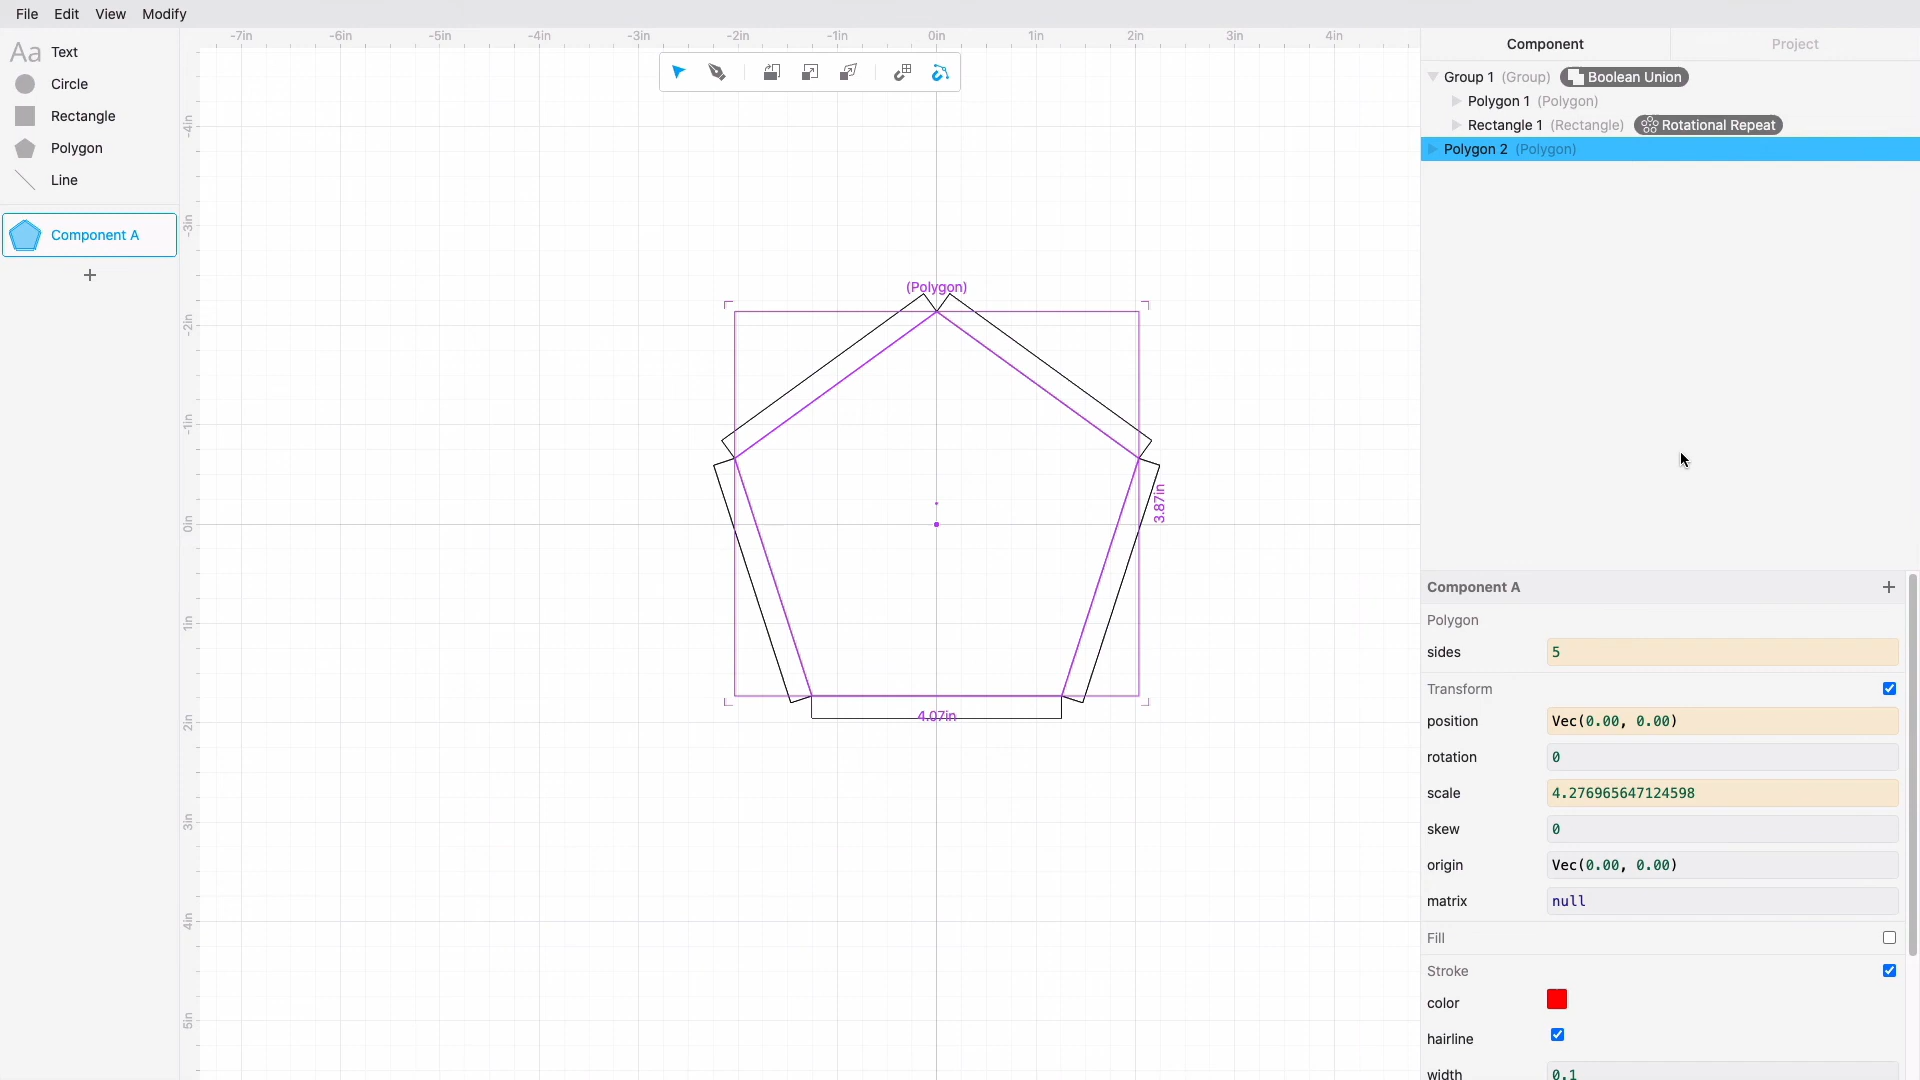 File Edit View Modify
Aa Text
Circle
Rectangle
Polygon
Line
Component A
+
-7in -6in -5in -4in -3in -2in -1in 0in 1in 2in 3in 4in
-4in
-3in
-2in
-1in
0in
1in
2in
3in
4in
5in
(Polygon)
3.87in
4.07in
Component Project
Group 1 (Group) Boolean Union
Polygon 1 (Polygon)
Rectangle 1 (Rectangle) Rotational Repeat
Polygon 2 (Polygon)
Component A +
Polygon
sides 5
Transform
position Vec(0.00, 0.00)
rotation 0
scale 4.276965647124598
skew 0
origin Vec(0.00, 0.00)
matrix null
Fill
Stroke
color
hairline
width 0.1